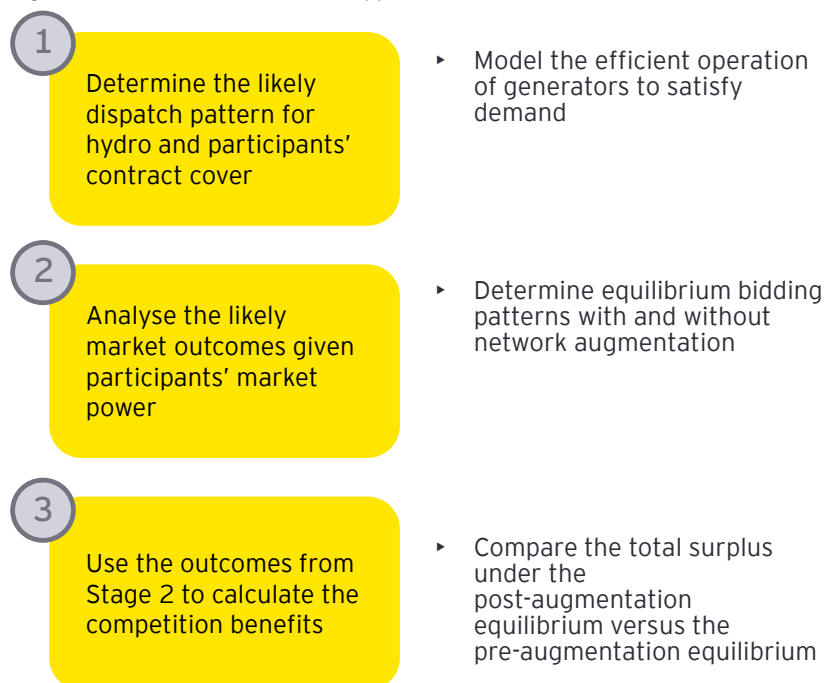 1
Determine the likely
dispatch pattern for
hydro and participants'
contract cover
▸ Model the efficient operation
of generators to satisfy
demand
2
Analyse the likely
market outcomes given
participants' market
power
▸ Determine equilibrium bidding
patterns with and without
network augmentation
3
Use the outcomes from
Stage 2 to calculate the
competition benefits
▸ Compare the total surplus
under the
post-augmentation
equilibrium versus the
pre-augmentation equilibrium